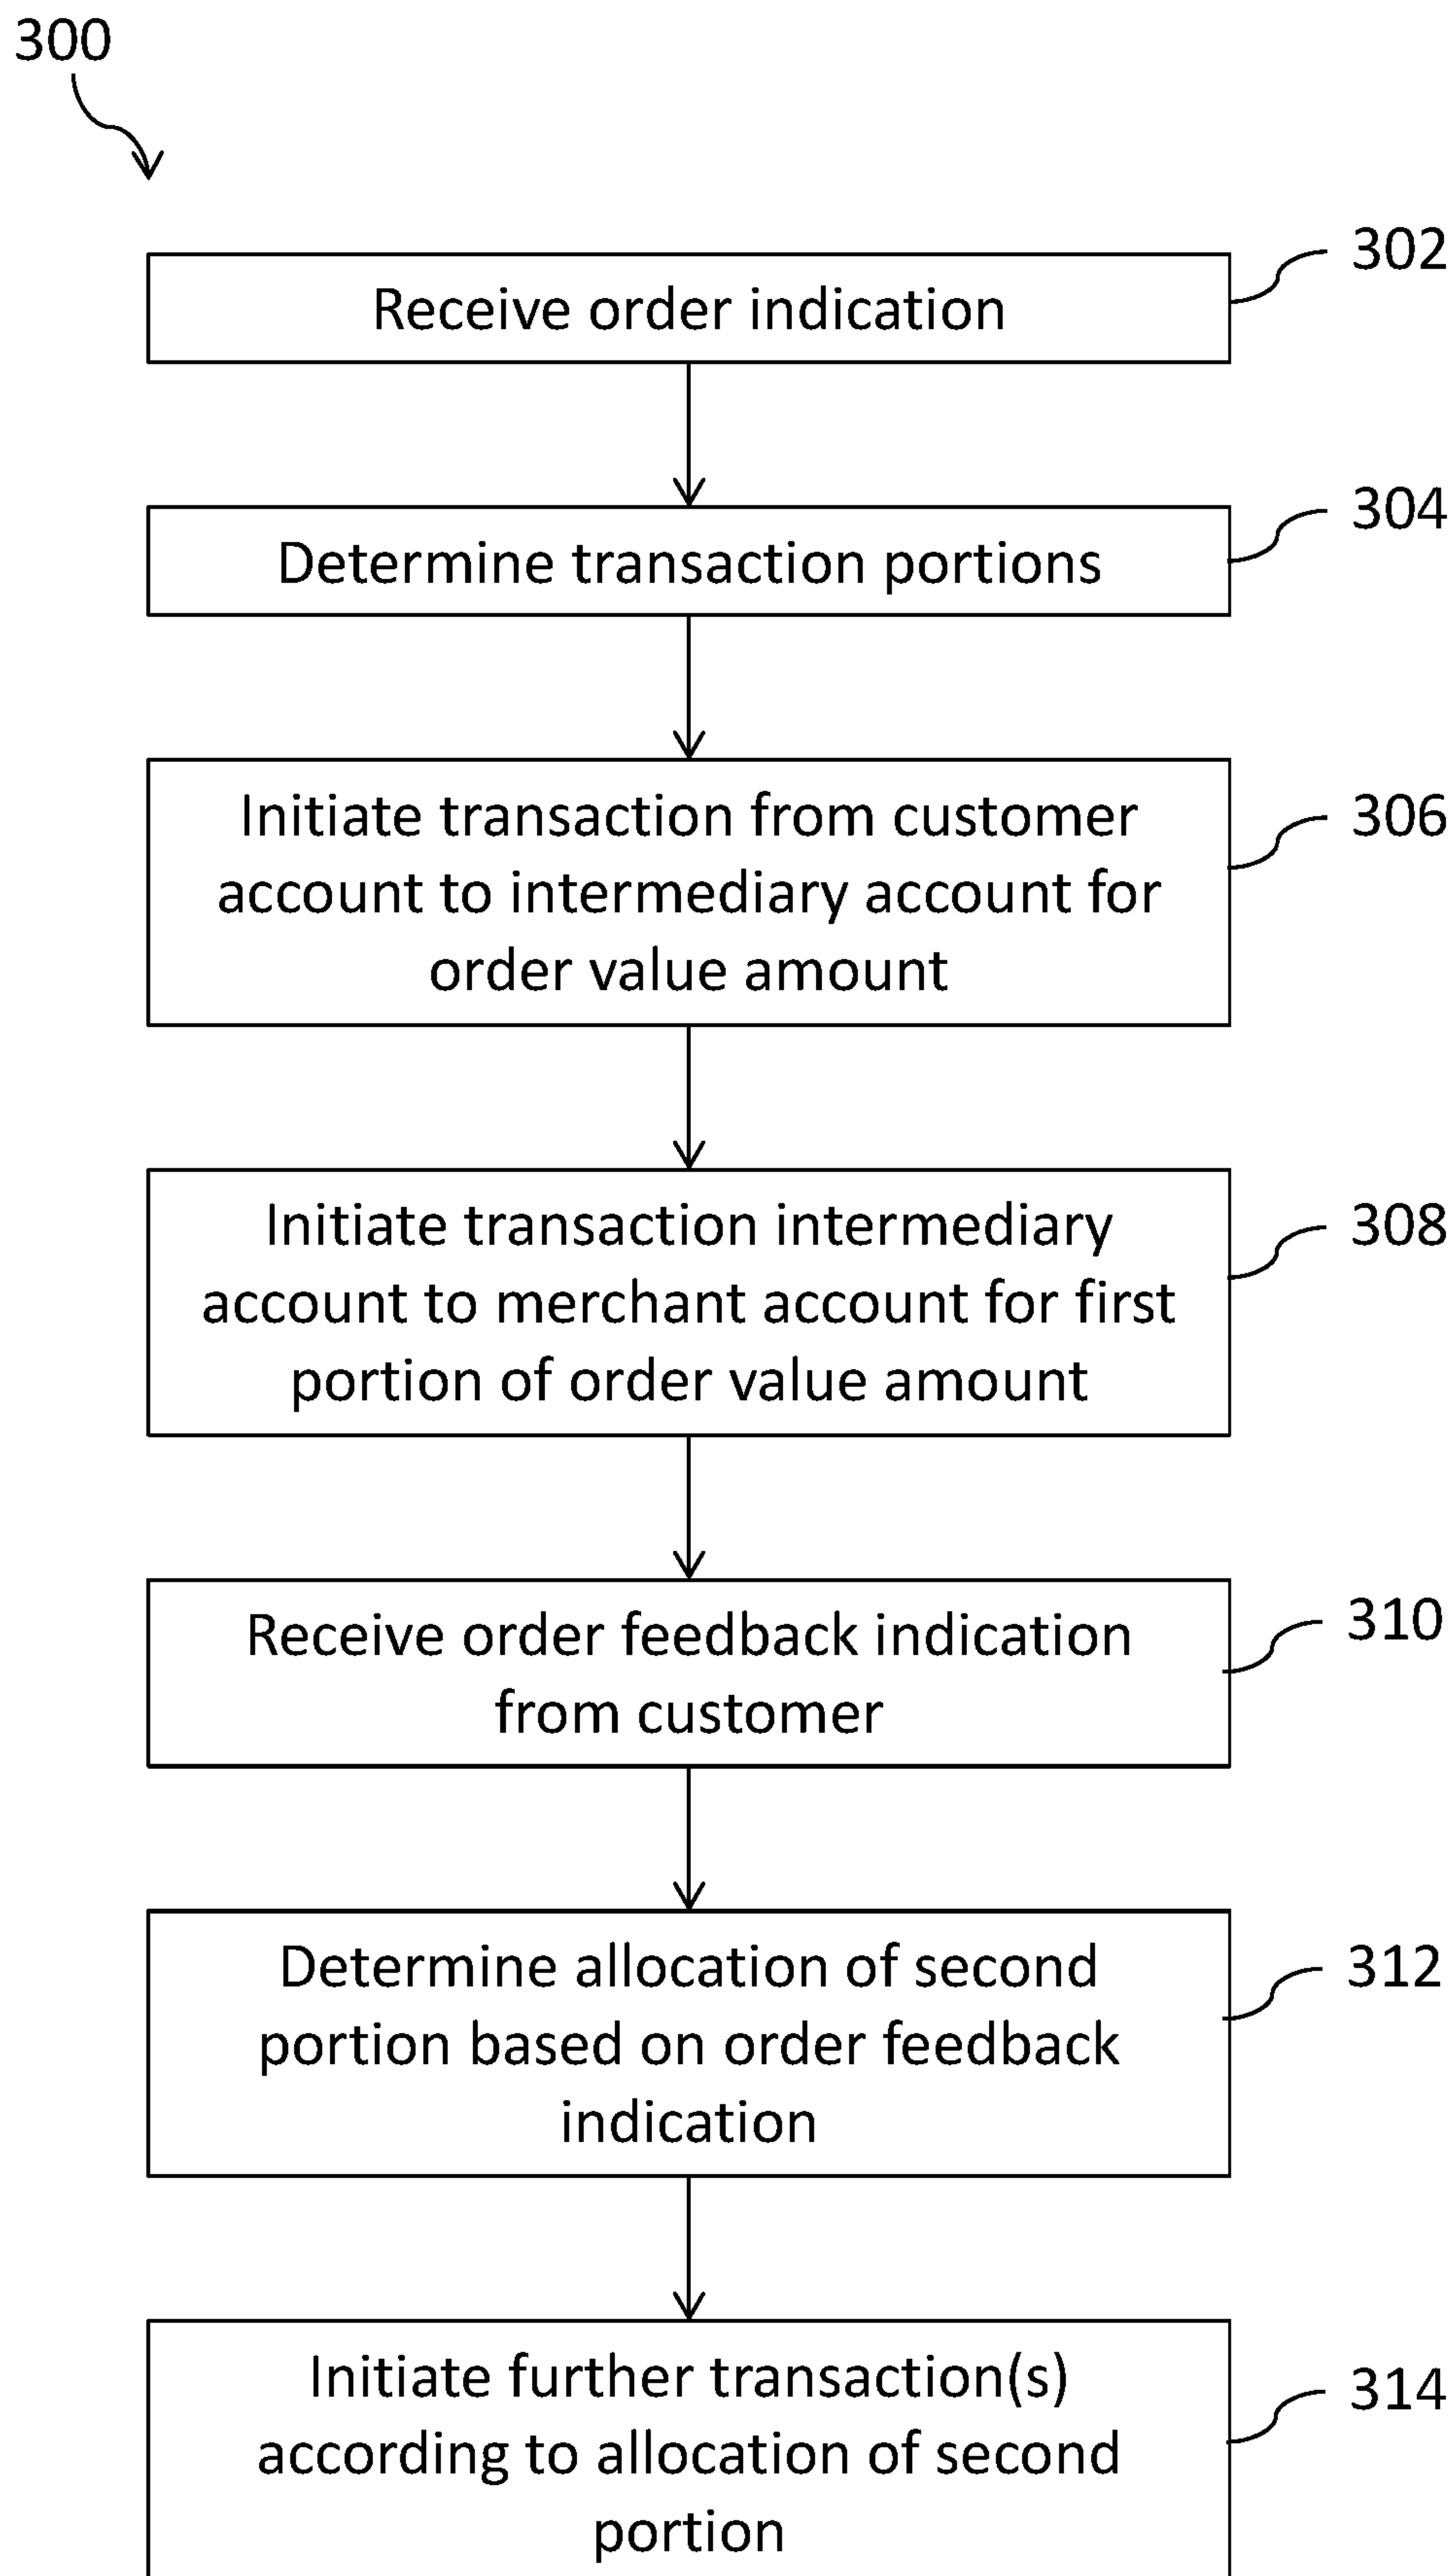 300
302
Receive order indication
304
Determine transaction portions
306
Initiate transaction from customer
account to intermediary account for
order value amount
308
Initiate transaction intermediary
account to merchant account for first
portion of order value amount
310
Receive order feedback indication
from customer
312
Determine allocation of second
portion based on order feedback
indication
314
Initiate further transaction(s)
according to allocation of second
portion